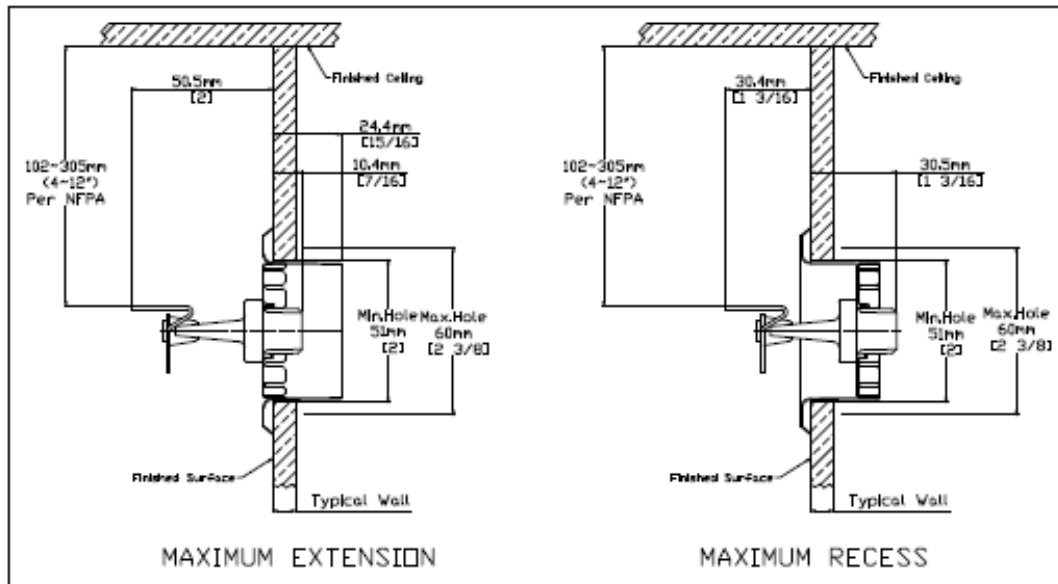 Finished Ceiling
50.5mm
[2]
24.4mm
[15/16]
10.4mm
[7/16]
102~305mm
(4~12")
Per NFPA
Min.Hole
51mm
[2]
Max.Hole
60mm
[2 3/8]
Finished Surface
Typical Wall
MAXIMUM EXTENSION
Finished Ceiling
30.4mm
[1 3/16]
30.5mm
[1 3/16]
102~305mm
(4~12")
Per NFPA
Min.Hole
51mm
[2]
Max.Hole
60mm
[2 3/8]
Finished Surface
Typical Wall
MAXIMUM RECESS